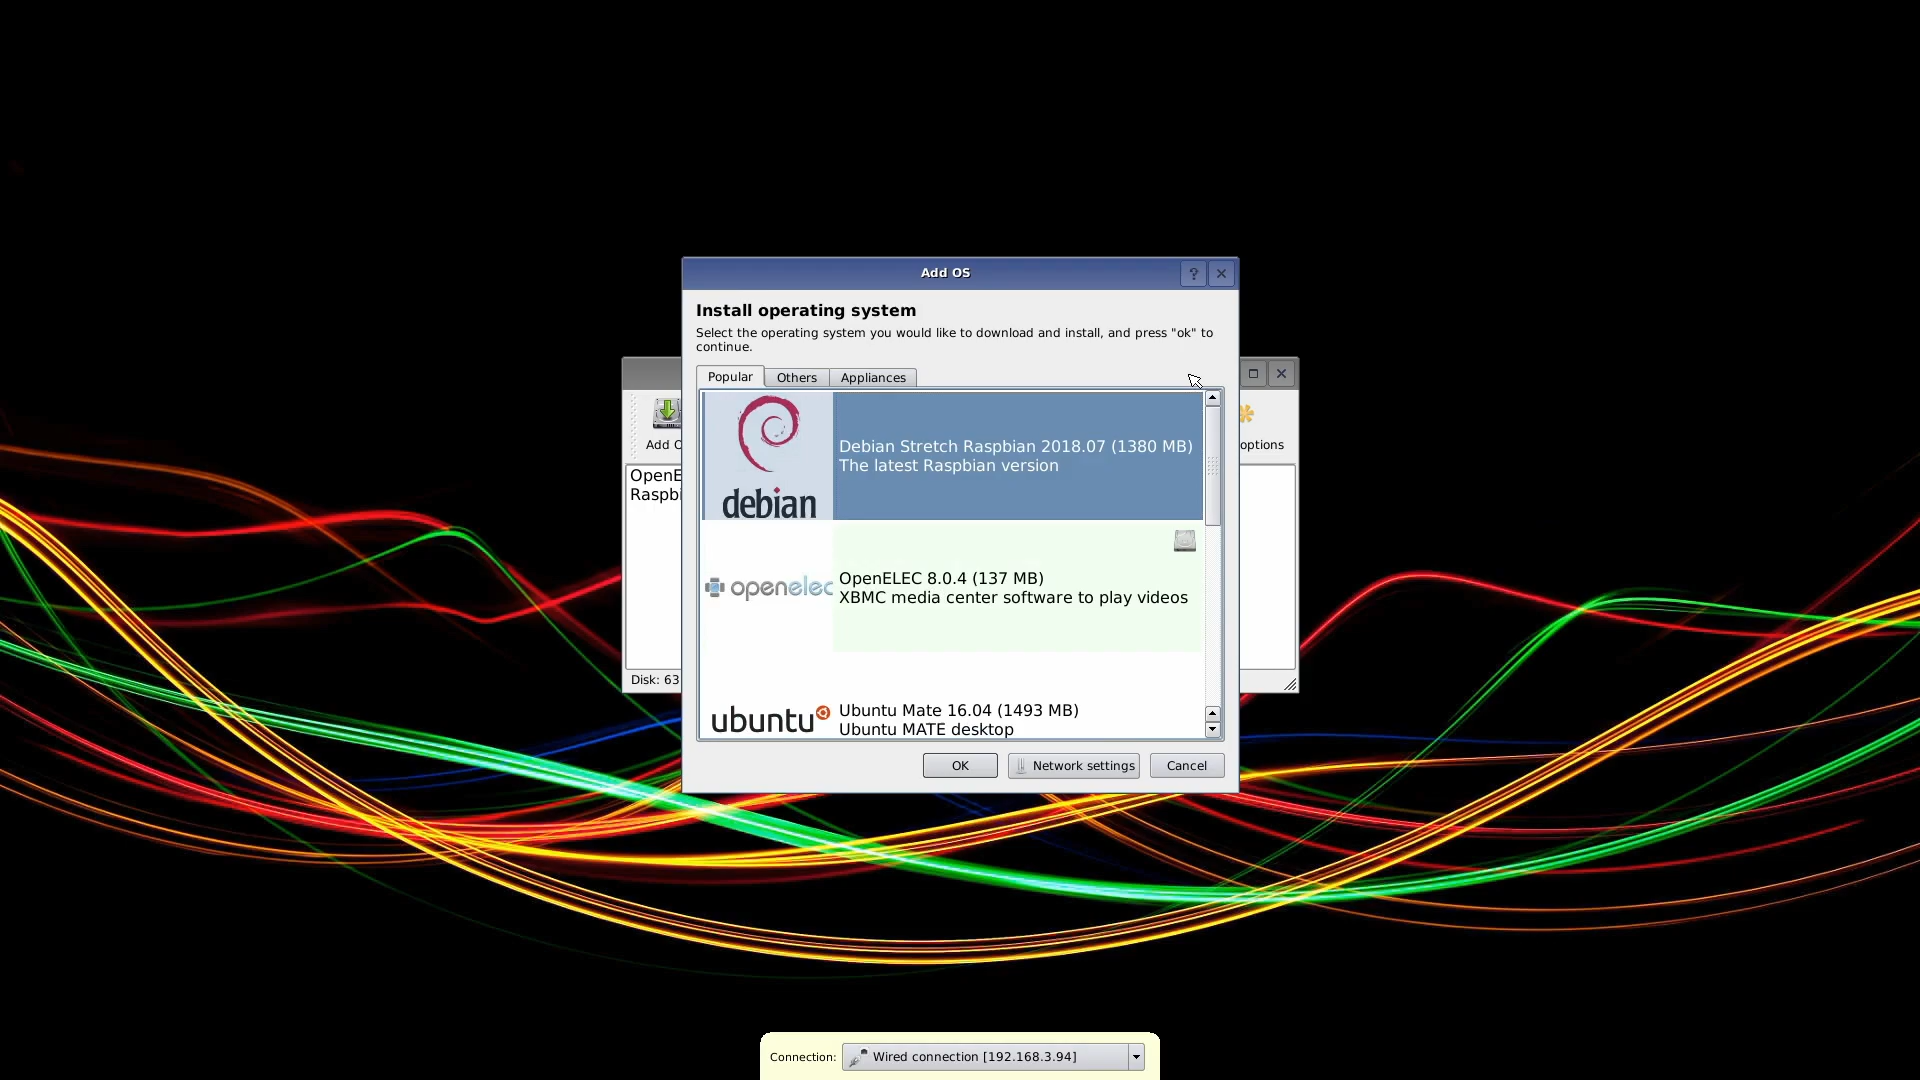 Add OS
Install operating system
Select the operating system you would like to download and install, and press "ok" to
continue.
Popular
Others
Appliances
debian
Debian Stretch Raspbian 2018.07 (1380 MB)
The latest Raspbian version
openelec
OpenELEC 8.0.4 (137 MB)
XBMC media center software to play videos
ubuntu
Ubuntu Mate 16.04 (1493 MB)
Ubuntu MATE desktop
OK
Network settings
Cancel
Add O
options
OpenE
Raspbi
Disk: 63
Connection:
Wired connection [192.168.3.94]